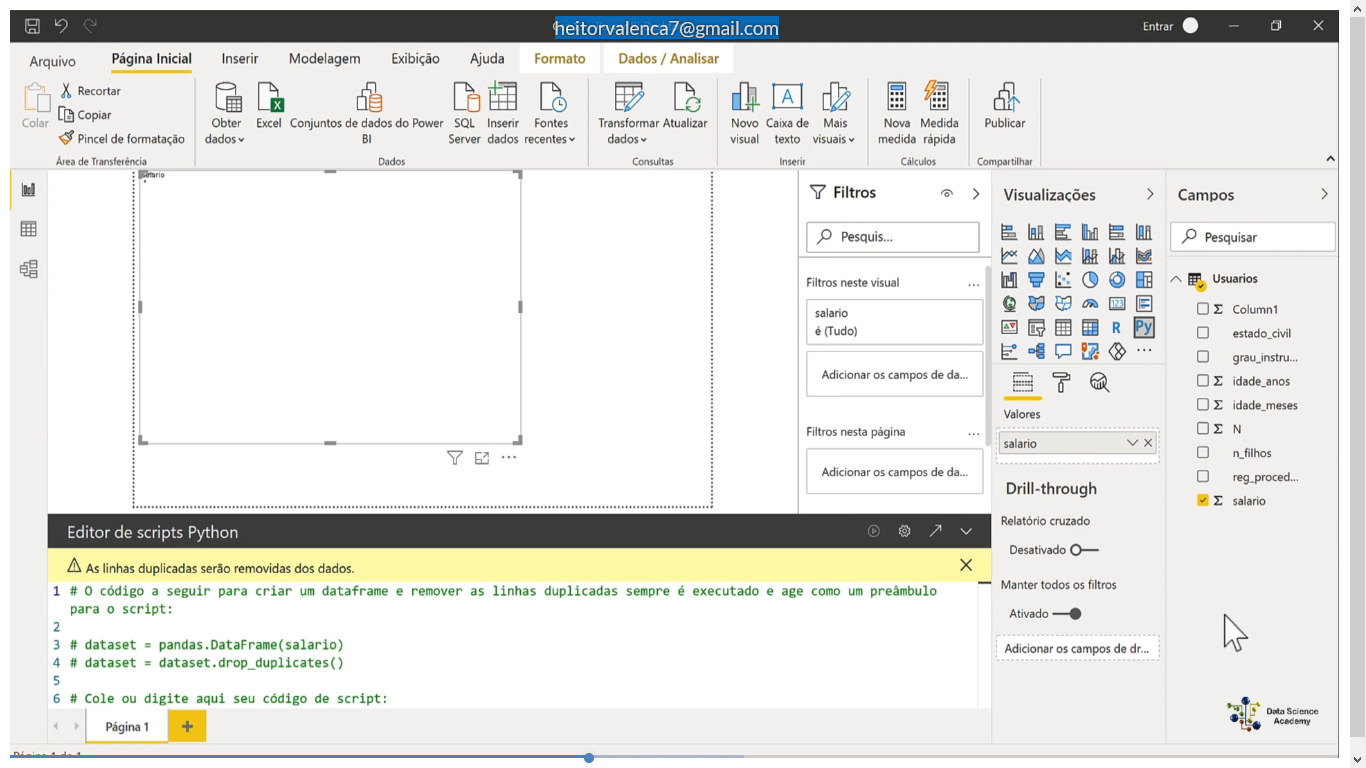 heitorvalenca7@gmail.com
Entrar
Arquivo
Página Inicial
Inserir
Modelagem
Exibição
Ajuda
Formato
Dados / Analisar
Colar
Recortar
Copiar
Pincel de formatação
Área de Transferência
Obter dados
Excel
Conjuntos de dados do Power BI
SQL Server
Inserir dados
Fontes recentes
Dados
Transformar dados
Atualizar
Consultas
Novo visual
Caixa de texto
Mais visuais
Inserir
Nova medida
Medida rápida
Cálculos
Publicar
Compartilhar
salario
Filtros
Pesquis...
Filtros neste visual
...
salario
é (Tudo)
Adicionar os campos de da...
Filtros nesta página
...
Adicionar os campos de da...
Visualizações
R
Py
123
Valores
salario
Drill-through
Relatório cruzado
Desativado
Manter todos os filtros
Ativado
Adicionar os campos de dr...
Campos
Pesquisar
Usuarios
Σ Column1
estado_civil
grau_instru...
Σ idade_anos
Σ idade_meses
Σ N
n_filhos
reg_proced...
Σ salario
Editor de scripts Python
As linhas duplicadas serão removidas dos dados.
1 # O código a seguir para criar um dataframe e remover as linhas duplicadas sempre é executado e age como um preâmbulo
para o script:
2
3 # dataset = pandas.DataFrame(salario)
4 # dataset = dataset.drop_duplicates()
5
6 # Cole ou digite aqui seu código de script:
Página 1
+
Data Science
Academy